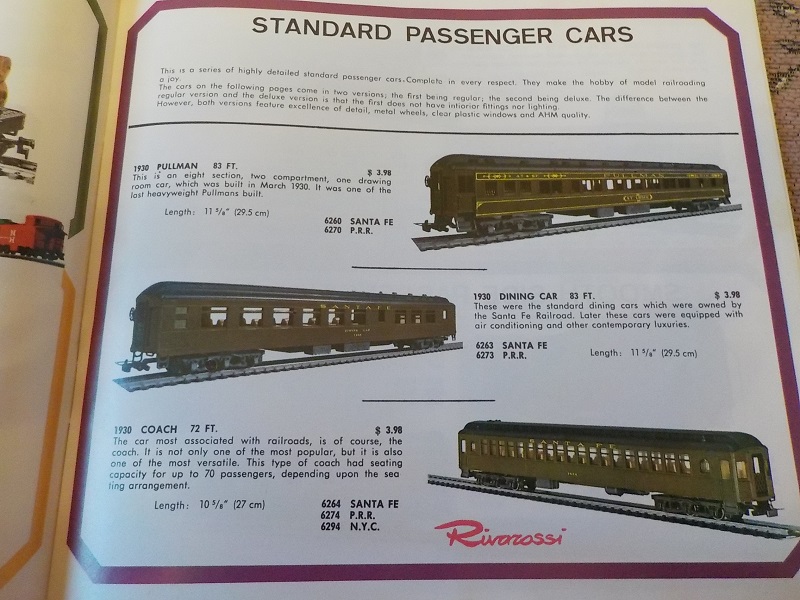 STANDARD PASSENGER CARS
This is a series of highly detailed standard passenger cars. Complete in every respect. They make the hobby of model railroading
a joy.
The cars on the following pages come in two versions; the first being regular; the second being deluxe. The difference between the
regular version and the deluxe version is that the first does not have intiorior fittings nor lighting.
However, both versions feature excellence of detail, metal wheels, clear plastic windows and AHM quality.
1930 PULLMAN 83 FT. $ 3.98
This is an eight section, two compartment, one drawing
room car, which was built in March 1930. It was one of the
last heavyweight Pullmans built.
Length: 11 5/8" (29.5 cm)
6260 SANTA FE
6270 P.R.R.
PULLMAN
1930 DINING CAR 83 FT. $ 3.98
These were the standard dining cars which were owned by
the Santa Fe Railroad. Later these cars were equipped with
air conditioning and other contemporary luxuries.
6263 SANTA FE
6273 P.R.R.
Length: 11 5/8" (29.5 cm)
SANTA FE
DINING CAR
1930 COACH 72 FT. $ 3.98
The car most associated with railroads, is of course, the
coach. It is not only one of the most popular, but it is also
one of the most versatile. This type of coach had seating
capacity for up to 70 passengers, depending upon the sea
ting arrangement.
Length: 10 5/8" (27 cm)
6264 SANTA FE
6274 P.R.R.
6294 N.Y.C.
SANTA FE
Rivarossi